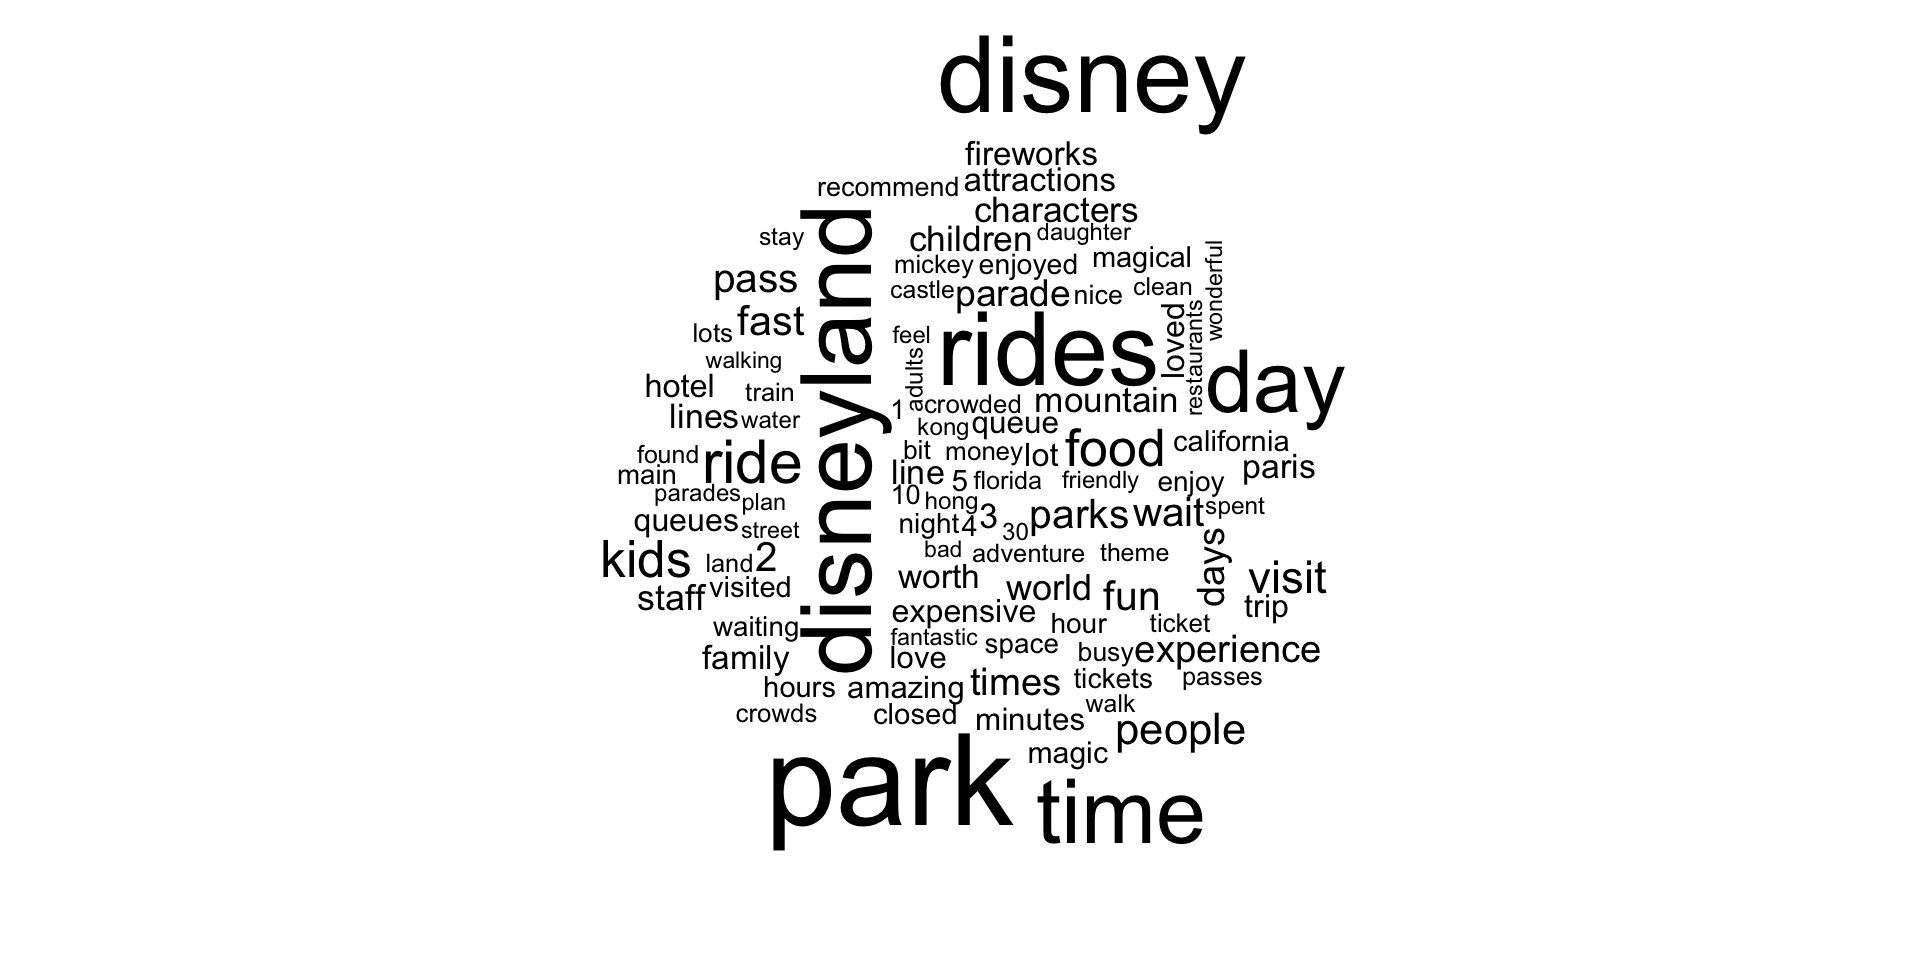 disney
fireworks
recommend attractions
characters
stay
children daughter
mickey enjoyed magical
pass
castle parade nice clean
wonderful
disneyland
fast
lots
feel
rides
loved
restaurants
day
walking
adults
hotel train
1 crowded mountain
lines water
kong queue
found
bit money lot food california
ride
main
line 5 florida friendly enjoy paris
parades plan
10 hong
queues street
night 4 3 30 parks wait spent
kids land 2
bad adventure theme
days
staff visited
worth world fun visit
trip
expensive
waiting
hour ticket
fantastic space busy experience
family
love
hours amazing times tickets passes
crowds closed minutes walk
people
magic
park
time